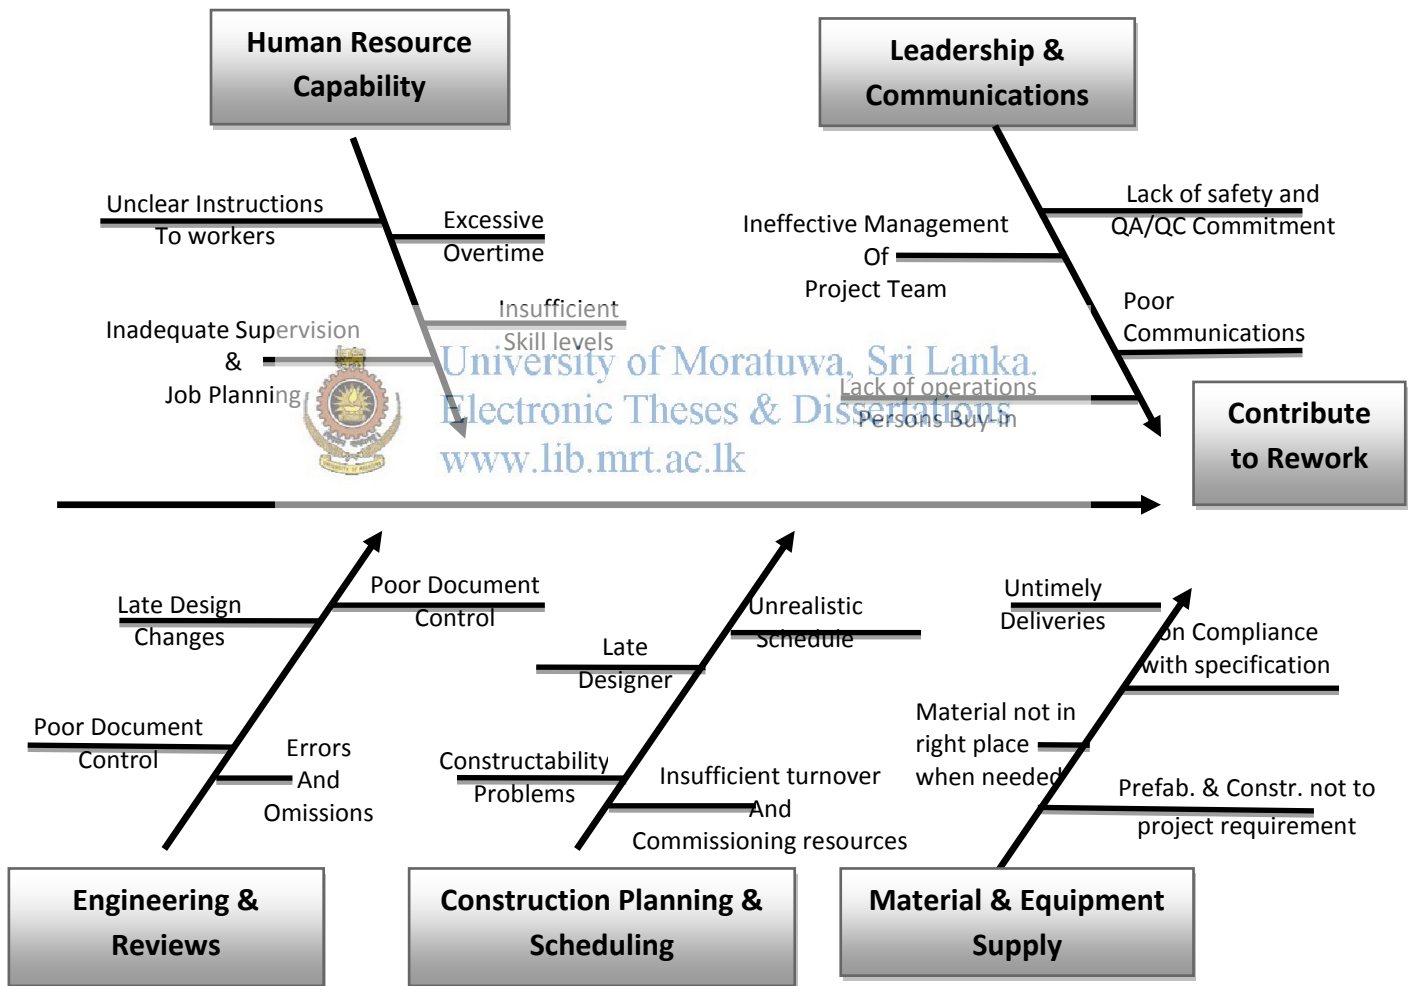 Human Resource
Capability
Leadership &
Communications
Unclear Instructions
To workers
Excessive
Overtime
Inadequate Supervision
&
Job Planning
Insufficient
Skill levels
Ineffective Management
Of
Project Team
Lack of safety and
QA/QC Commitment
Poor
Communications
Lack of operations
Persons Buy-in
University of Moratuwa, Sri Lanka.
Electronic Theses & Dissertations
www.lib.mrt.ac.lk
Contribute
to Rework
Late Design
Changes
Poor Document
Control
Poor Document
Control
Errors
And
Omissions
Late
Designer
Unrealistic
Schedule
Constructability
Problems
Insufficient turnover
And
Commissioning resources
Untimely
Deliveries
on Compliance
with specification
Material not in
right place
when needed
Prefab. & Constr. not to
project requirement
Engineering &
Reviews
Construction Planning &
Scheduling
Material & Equipment
Supply